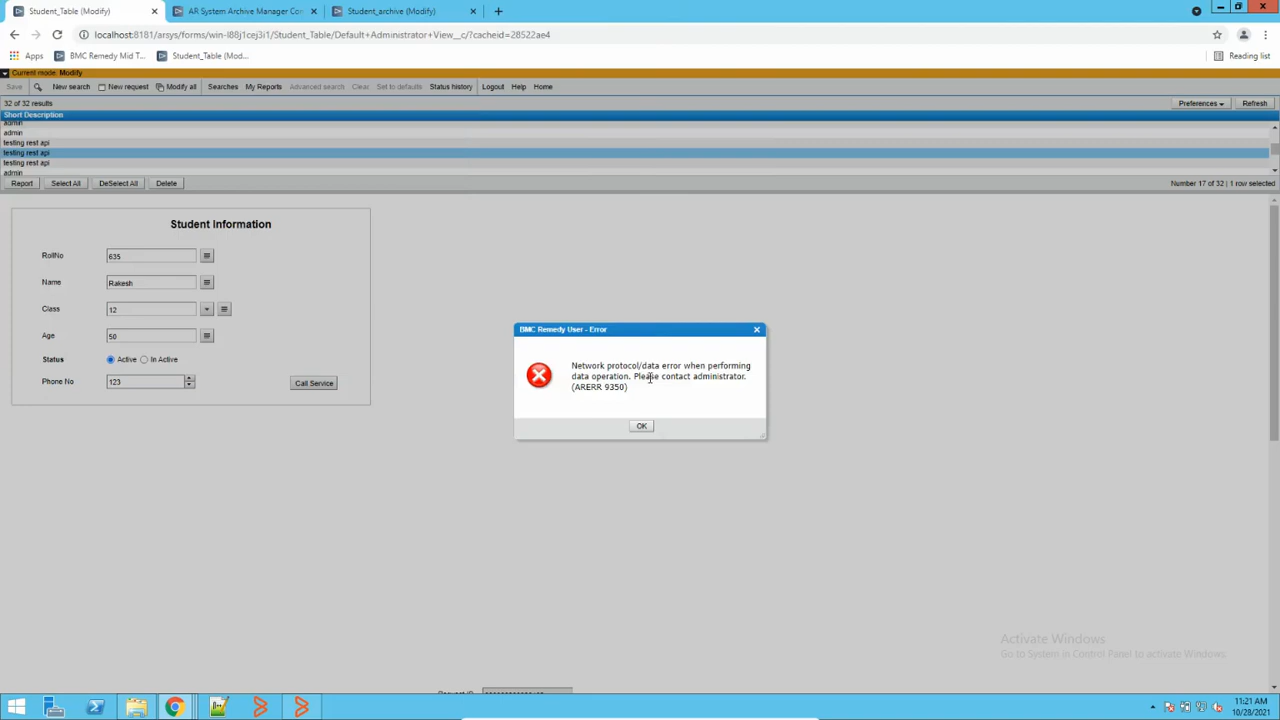 Student_Table (Modify)
AR System Archive Manager Con
Student_archive (Modify)
localhost:8181/arsys/forms/win-l88j1cej3i1/Student_Table/Default+Administrator+View__c/?cacheid=28522ae4
Apps
BMC Remedy Mid T...
Student_Table (Mod...
Reading list
Current mode: Modify
Save
New search
New request
Modify all
Searches
My Reports
Advanced search
Clear
Set to defaults
Status history
Logout
Help
Home
32 of 32 results
Preferences
Refresh
Short Description
admin
admin
testing rest api
testing rest api
testing rest api
admin
Report
Select All
DeSelect All
Delete
Number 17 of 32 | 1 row selected
Student Information
RollNo
635
Name
Rakesh
Class
12
Age
50
Status
Active
In Active
Phone No
123
Call Service
BMC Remedy User - Error
Network protocol/data error when performing
data operation. Please contact administrator.
(ARERR 9350)
OK
Activate Windows
Go to System in Control Panel to activate Windows.
Request ID
11:21 AM
10/28/2021